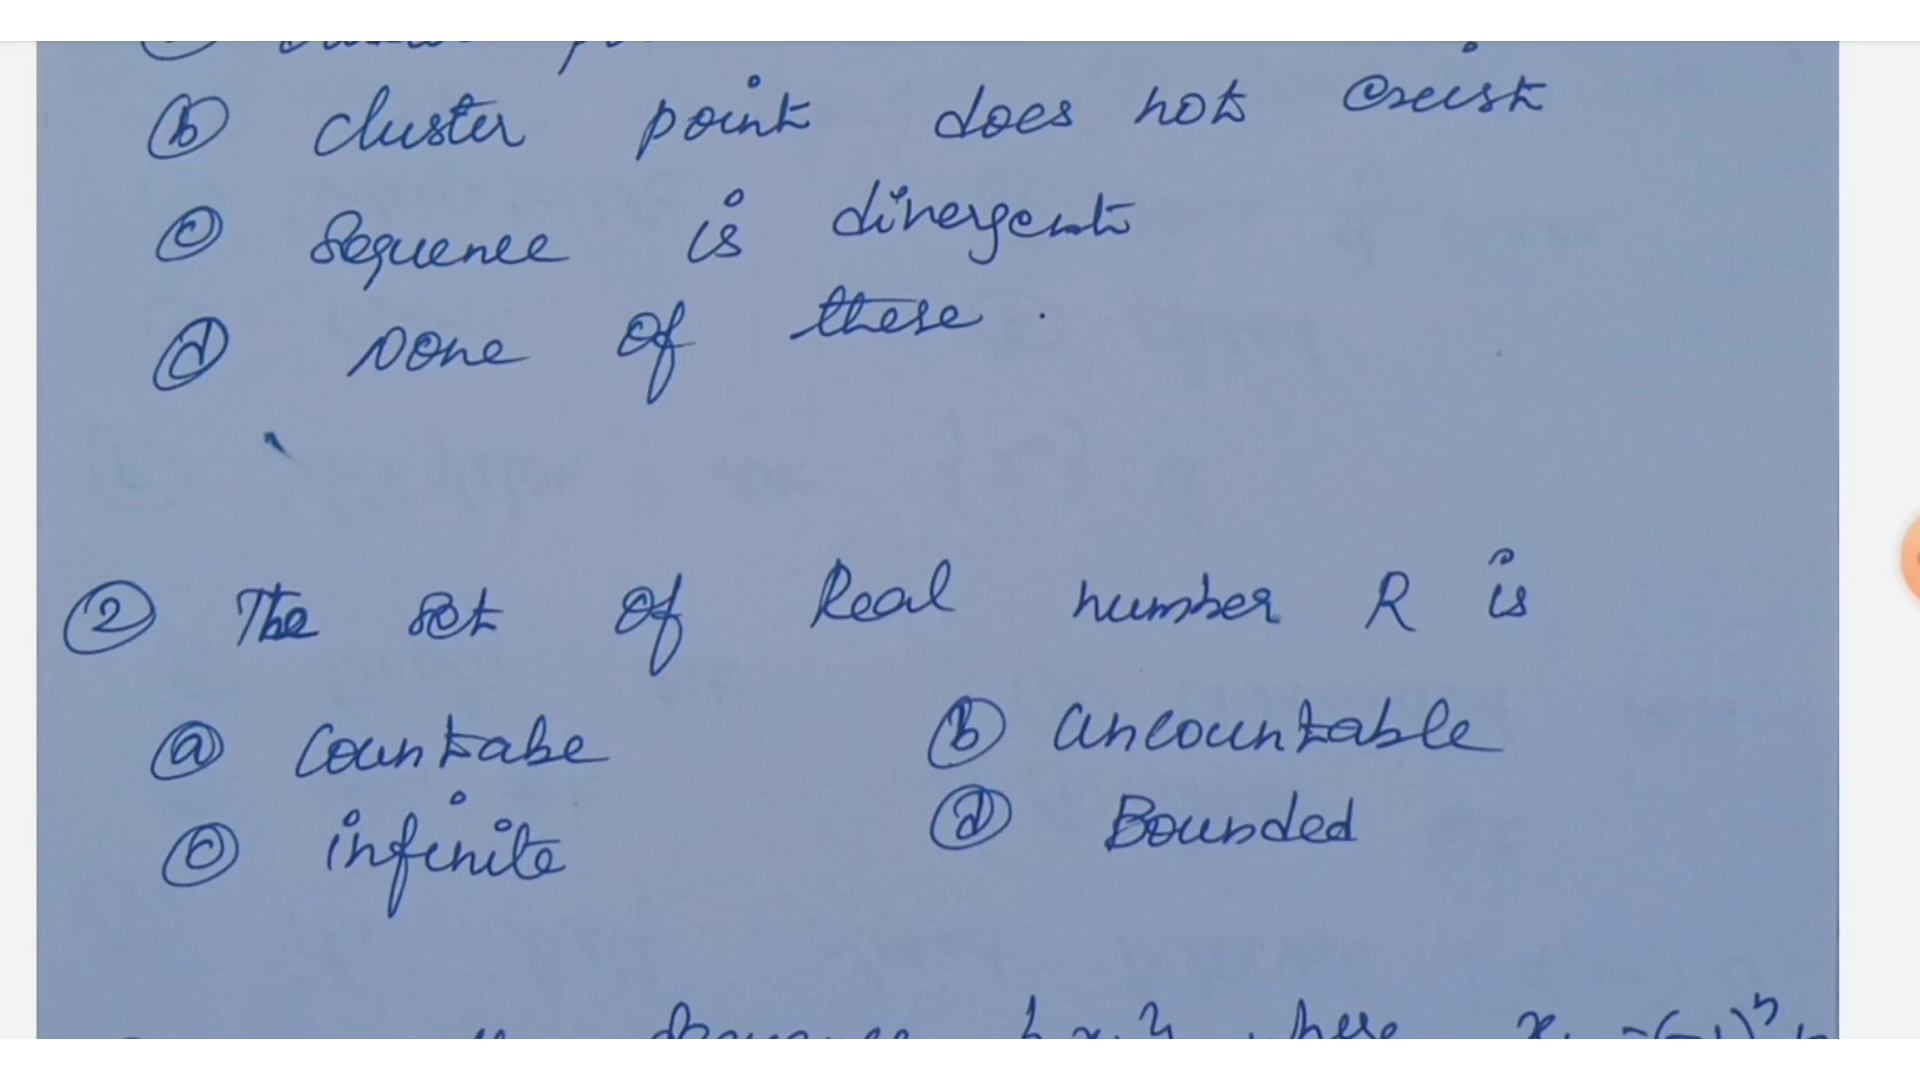 (b) cluster point does not exist
(c) Sequence is divergent
(d) None of these.
(2) The set of Real number R is
(a) Countabe (b) uncountable
(c) infinite (d) Bounded
where